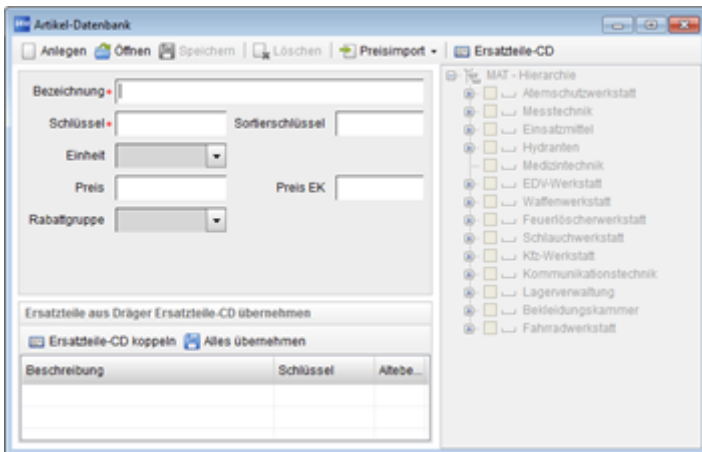 Artikel-Datenbank
Anlegen Öffnen Speichern Löschen Preisimport Ersatzteile-CD
Bezeichnung
Schlüssel Sortierschlüssel
Einheit
Preis Preis EK
Rabattgruppe
Ersatzteile aus Dräger Ersatzteile-CD übernehmen
Ersatzteile-CD koppeln Alles übernehmen
Beschreibung Schlüssel Altebe...
MAT - Hierarchie
Atemschutzwerkstatt
Messtechnik
Einsatzmittel
Hydranten
Medizintechnik
EDV-Werkstatt
Waffenwerkstatt
Feuerlöscherwerkstatt
Schlauchwerkstatt
Kfz-Werkstatt
Kommunikationstechnik
Lagerverwaltung
Bekleidungskammer
Fahrradwerkstatt